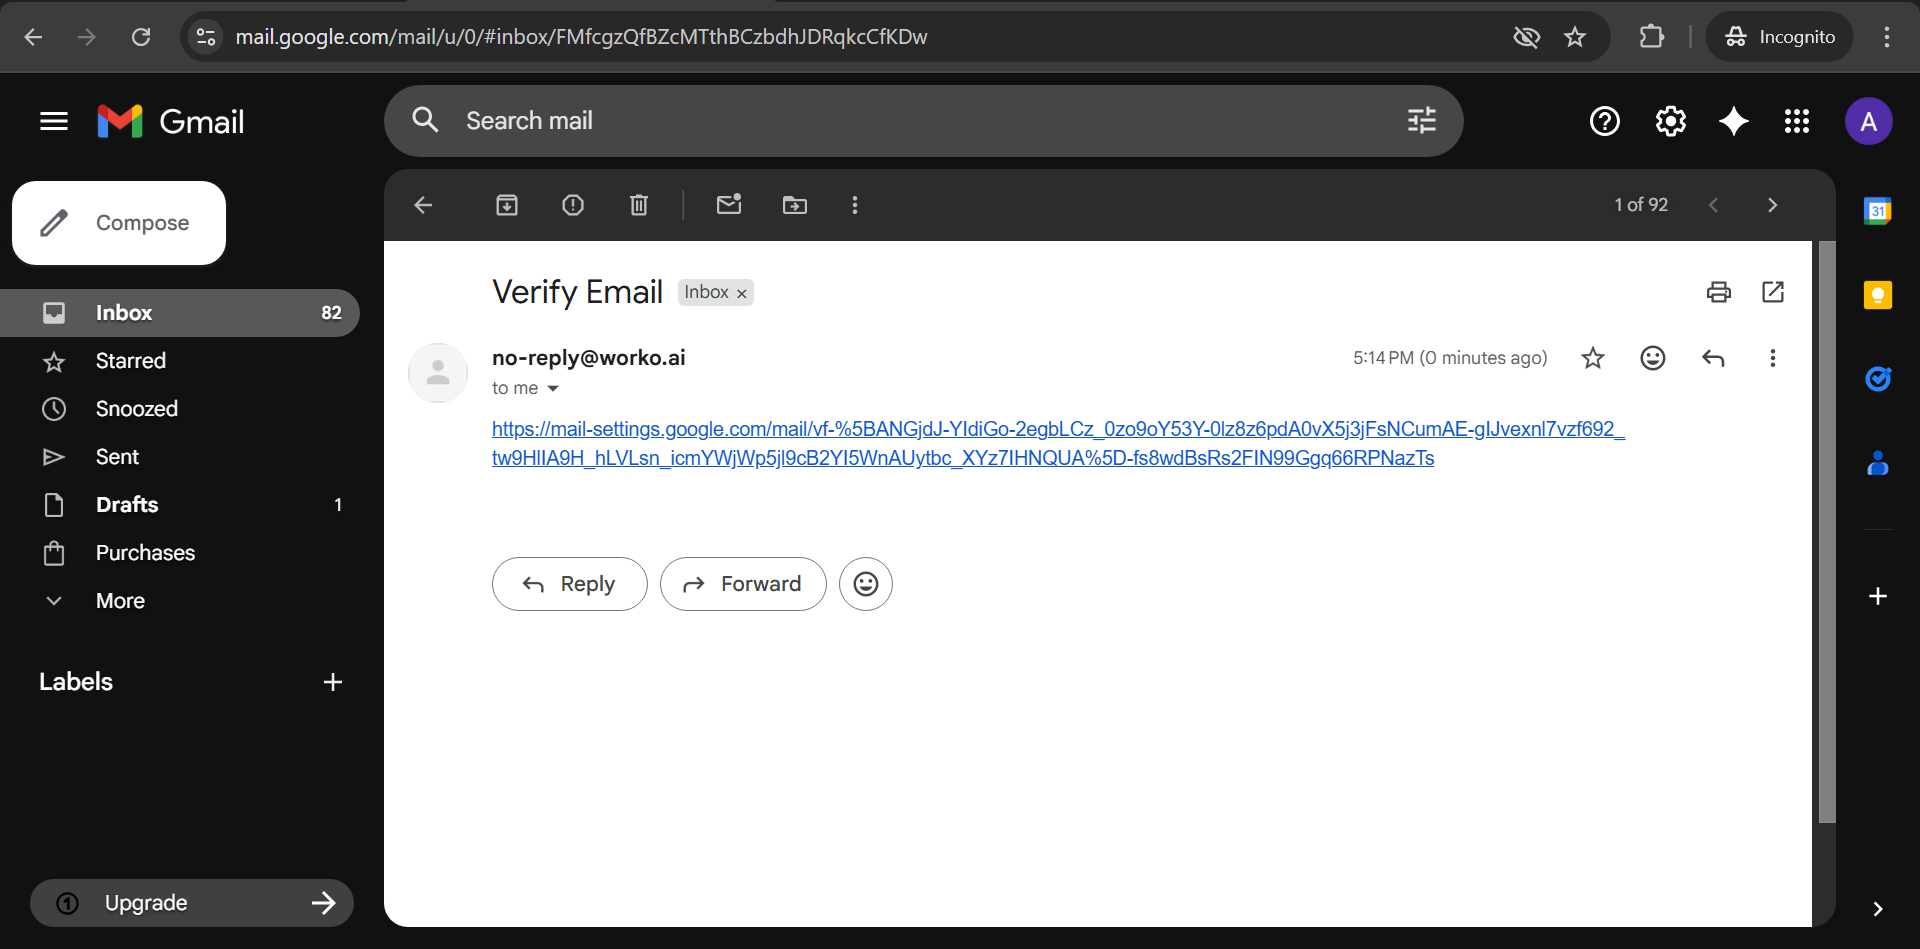 mail.google.com/mail/u/0/#inbox/FMfcgzQfBZcMTthBCzbdhJDRqkcCfKDw
Incognito
Gmail
Search mail
A
Compose
1 of 92
31
Inbox 82
Starred
Snoozed
Sent
Drafts 1
Purchases
More
Labels
Upgrade
Verify Email Inbox x
no-reply@worko.ai 5:14 PM (0 minutes ago)
to me
https://mail-settings.google.com/mail/vf-%5BANGjdJ-YIdiGo-2egbLCz_0zo9oY53Y-0lz8z6pdA0vX5j3jFsNCumAE-gIJvexnl7vzf692_
tw9HlIA9H_hLVLsn_icmYWjWp5jl9cB2YI5WnAUytbc_XYz7IHNQUA%5D-fs8wdBsRs2FIN99Ggq66RPNazTs
Reply Forward